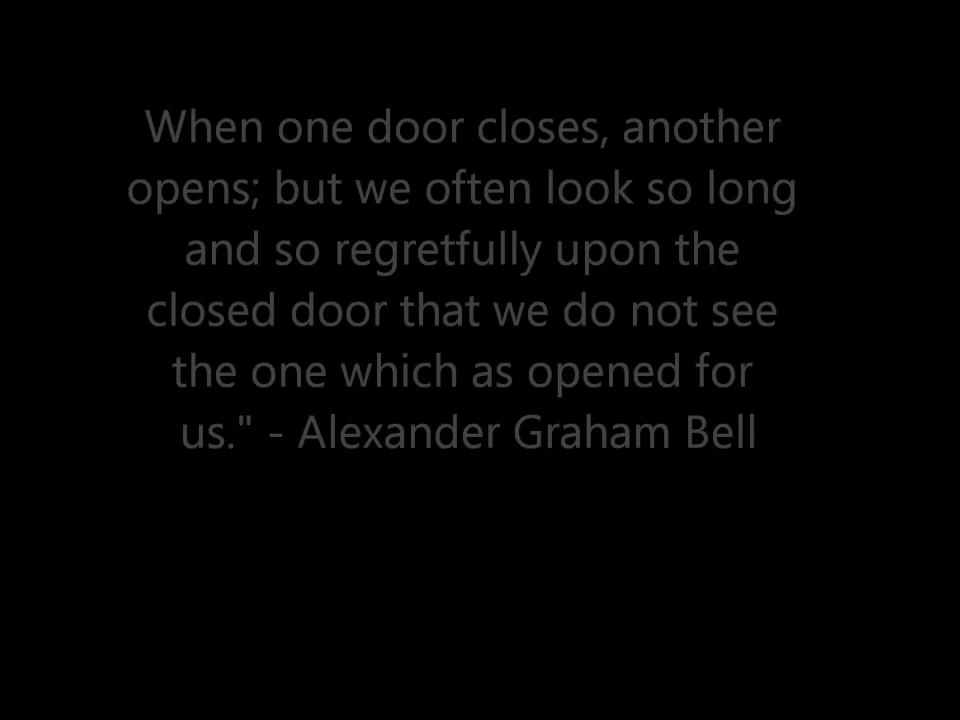 When one door closes, another
opens; but we often look so long
and so regretfully upon the
closed door that we do not see
the one which as opened for
us." - Alexander Graham Bell